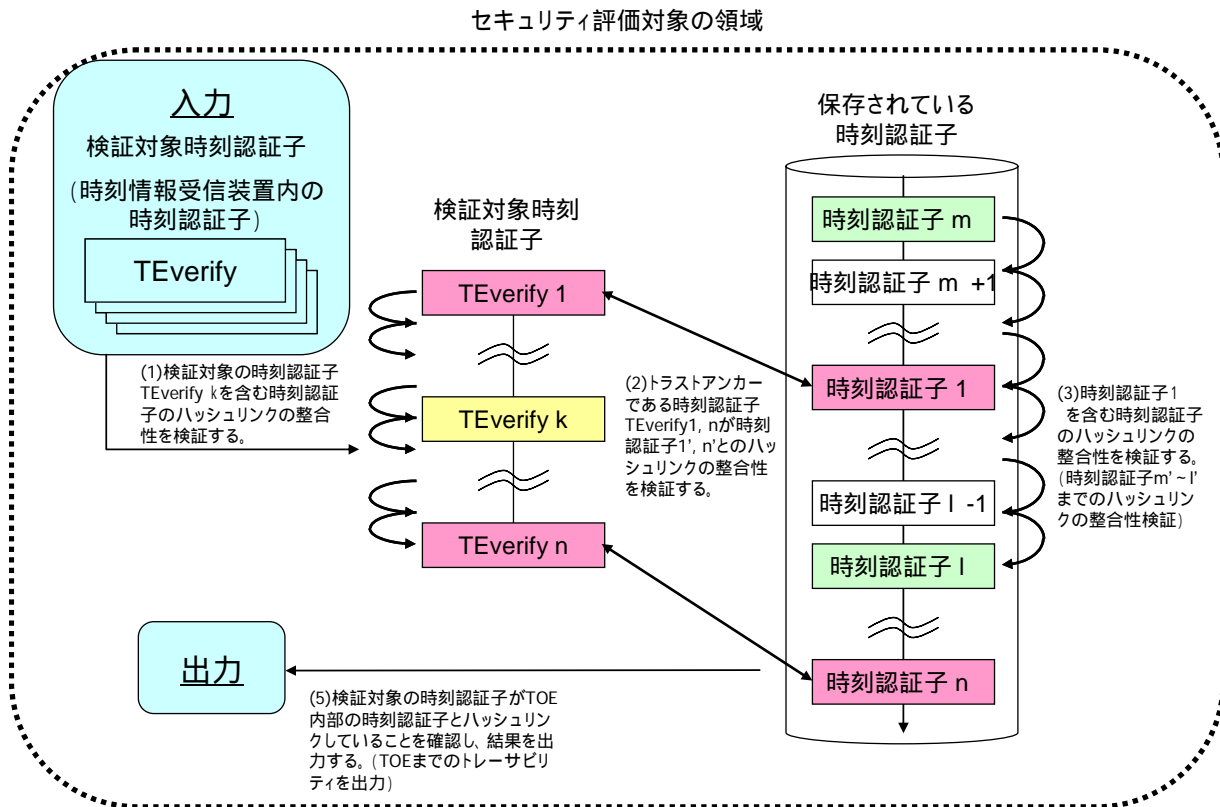 セキュリティ評価対象の領域
入力
検証対象時刻認証子
(時刻情報受信装置内の
時刻認証子)
TEverify
(1)検証対象の時刻認証子
TEverify kを含む時刻認証
子のハッシュリンクの整合
性を検証する。
検証対象時刻
認証子
TEverify 1
TEverify k
TEverify n
(2)トラストアンカー
である時刻認証子
TEverify1, nが時刻
認証子1', n'とのハッ
シュリンクの整合性
を検証する。
保存されている
時刻認証子
時刻認証子 m
時刻認証子 m +1
時刻認証子 1
時刻認証子 l -1
時刻認証子 l
時刻認証子 n
(3)時刻認証子1
を含む時刻認証子
のハッシュリンクの
整合性を検証する。
(時刻認証子m'~l'
までのハッシュリン
クの整合性検証)
出力
(5)検証対象の時刻認証子がTOE
内部の時刻認証子とハッシュリン
クしていることを確認し、結果を出
力する。(TOEまでのトレーサビリ
ティを出力)